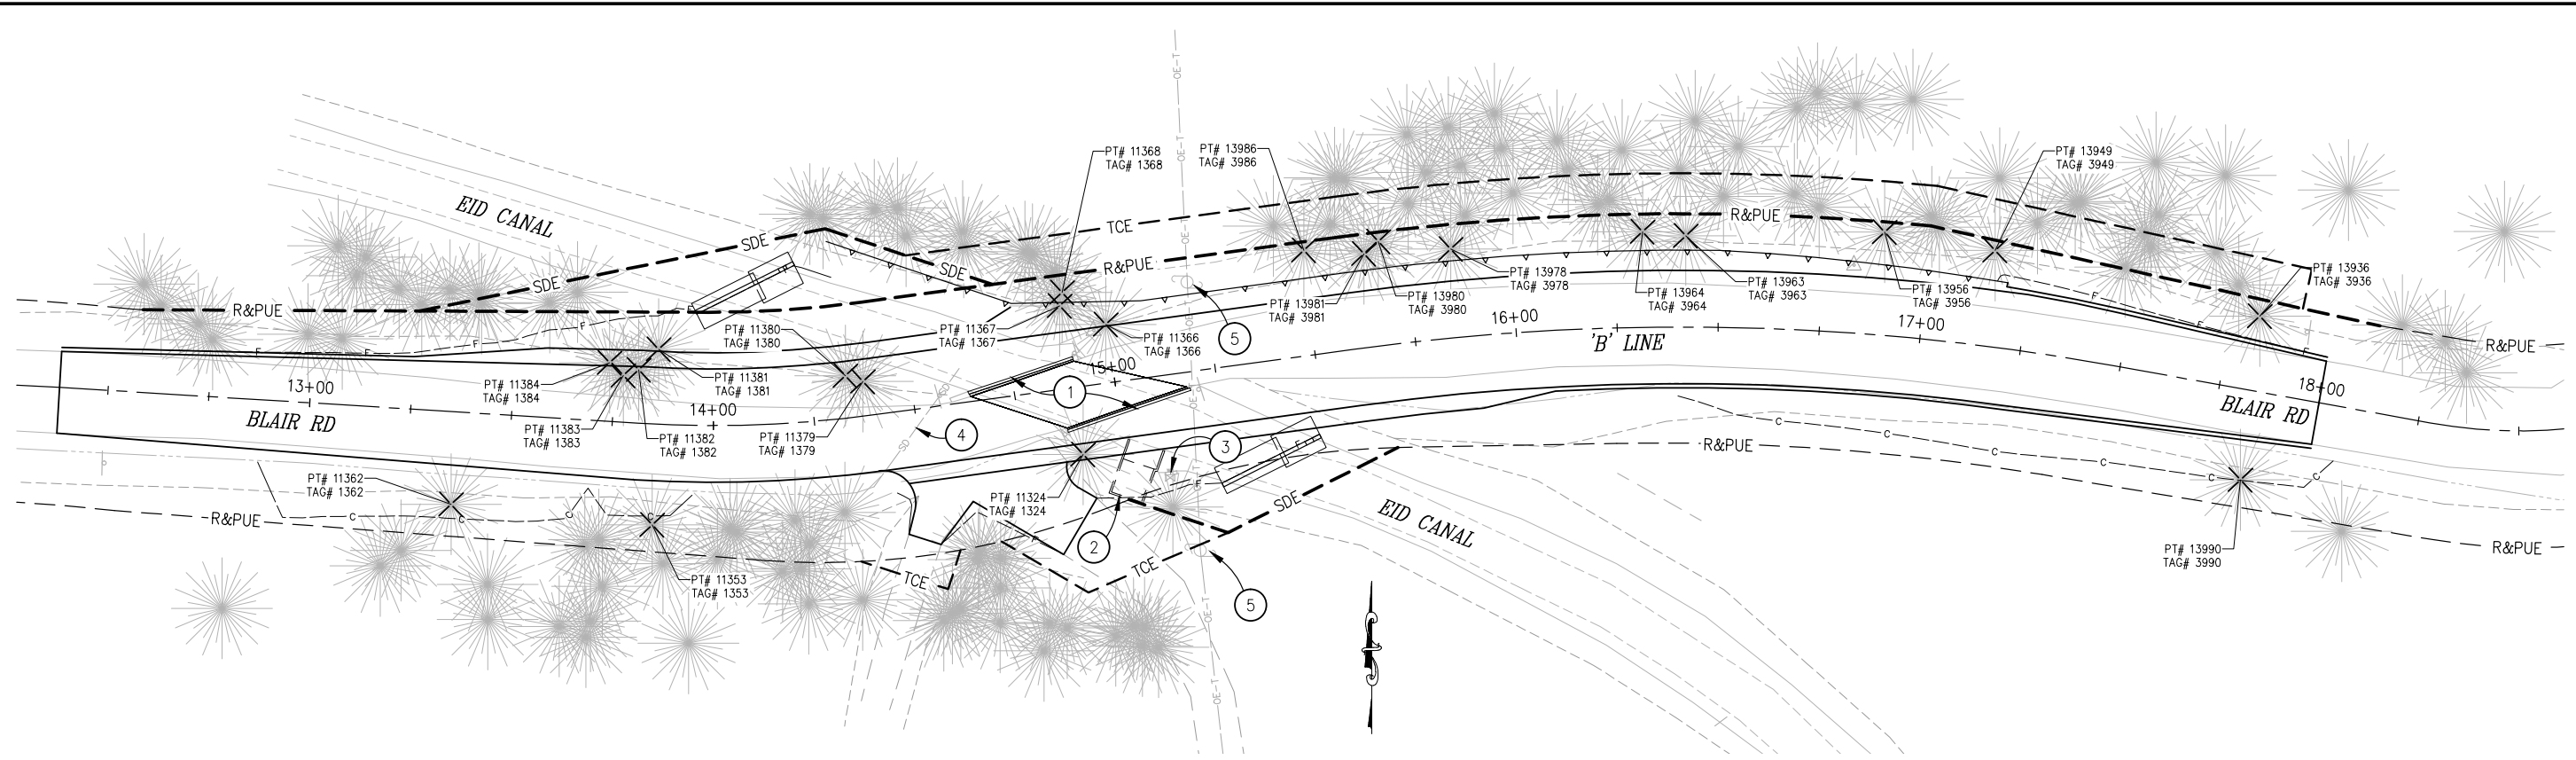 OE-T
PT# 11368
TAG# 1368
PT# 13986
TAG# 3986
OE-T
PT# 13949
TAG# 3949
EID CANAL
SDE
TCE
R&PUE
OE-T
SDE
SDE
R&PUE
PT# 13936
TAG# 3936
PT# 13978
TAG# 3978
PT# 13963
TAG# 3963
PT# 13964
TAG# 3964
PT# 13956
TAG# 3956
PT# 13980
TAG# 3980
PT# 13981
TAG# 3981
F
R&PUE
F
PT# 11380
TAG# 1380
PT# 11367
TAG# 1367
PT# 11366
TAG# 1366
5
16+00
17+00
F
'B' LINE
R&PUE
F
F
F
15+00
13+00
PT# 11384
TAG# 1384
PT# 11381
TAG# 1381
1
18+00
14+00
BLAIR RD
BLAIR RD
PT# 11383
TAG# 1383
PT# 11382
TAG# 1382
PT# 11379
TAG# 1379
4
SD
3
F
R&PUE
C
C
C
C
C
C
P
PT# 11362
TAG# 1362
PT# 11324
TAG# 1324
F
SDE
EID CANAL
R&PUE
C
C
C
C
2
F
PT# 13990
TAG# 3990
R&PUE
PT# 11353
TAG# 1353
TCE
TCE
5
OE-T
OE-T